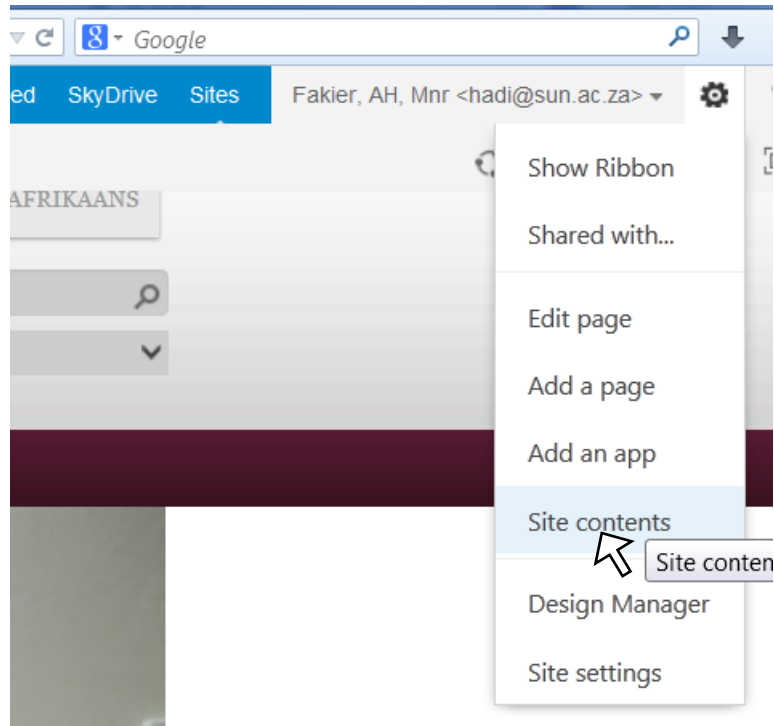 8 Google
ed SkyDrive Sites Fakier, AH, Mnr <hadi@sun.ac.za>
Show Ribbon
AFRIKAANS
Shared with...
Edit page
Add a page
Add an app
Site contents
Site conten
Design Manager
Site settings